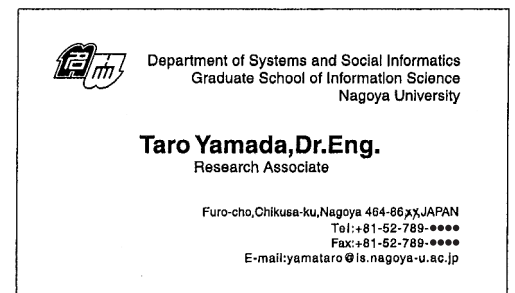 Department of Systems and Social Informatics
Graduate School of Information Science
Nagoya University
Taro Yamada,Dr.Eng.
Research Associate
Furo-cho,Chikusa-ku,Nagoya 464-86××,JAPAN
Tel:+81-52-789-●●●●
Fax:+81-52-789-●●●●
E-mail:yamataro@is.nagoya-u.ac.jp